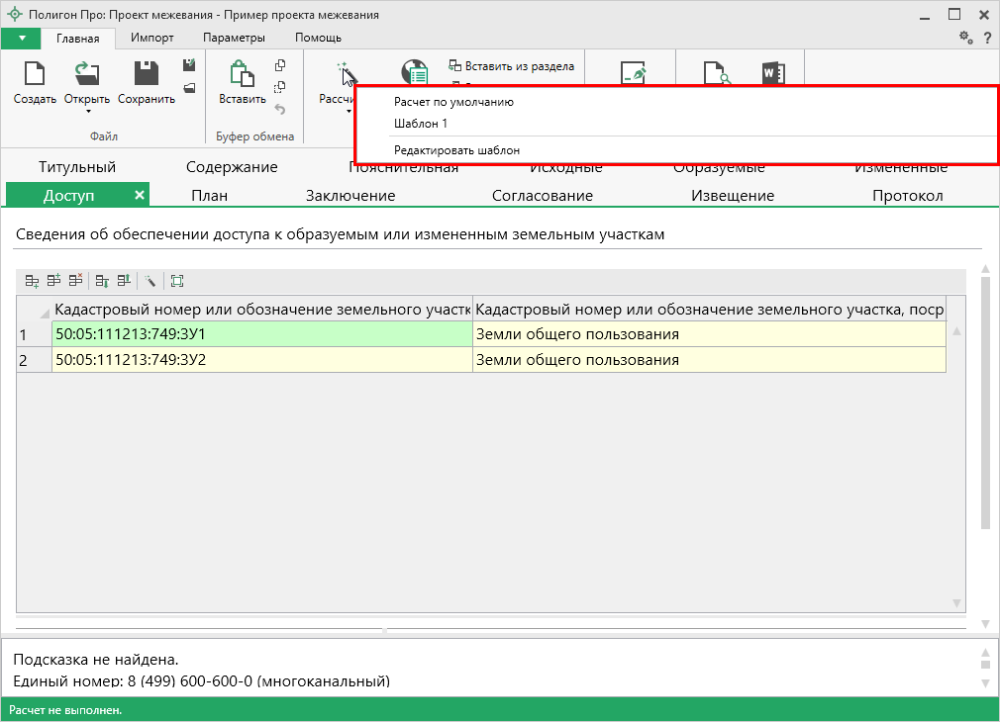 Полигон Про: Проект межевания - Пример проекта межевания
Главная Импорт Параметры Помощь
Создать Открыть Сохранить Вставить Рассчи Вставить из раздела
Файл Буфер обмена
Расчет по умолчанию
Шаблон 1
Редактировать шаблон
Титульный Содержание Пояснительная Исходные Образуемые Измененные
Доступ План Заключение Согласование Извещение Протокол
Сведения об обеспечении доступа к образуемым или измененным земельным участкам
Кадастровый номер или обозначение земельного участк Кадастровый номер или обозначение земельного участка, поср
1 50:05:111213:749:ЗУ1 Земли общего пользования
2 50:05:111213:749:ЗУ2 Земли общего пользования
Подсказка не найдена.
Единый номер: 8 (499) 600-600-0 (многоканальный)
Расчет не выполнен.